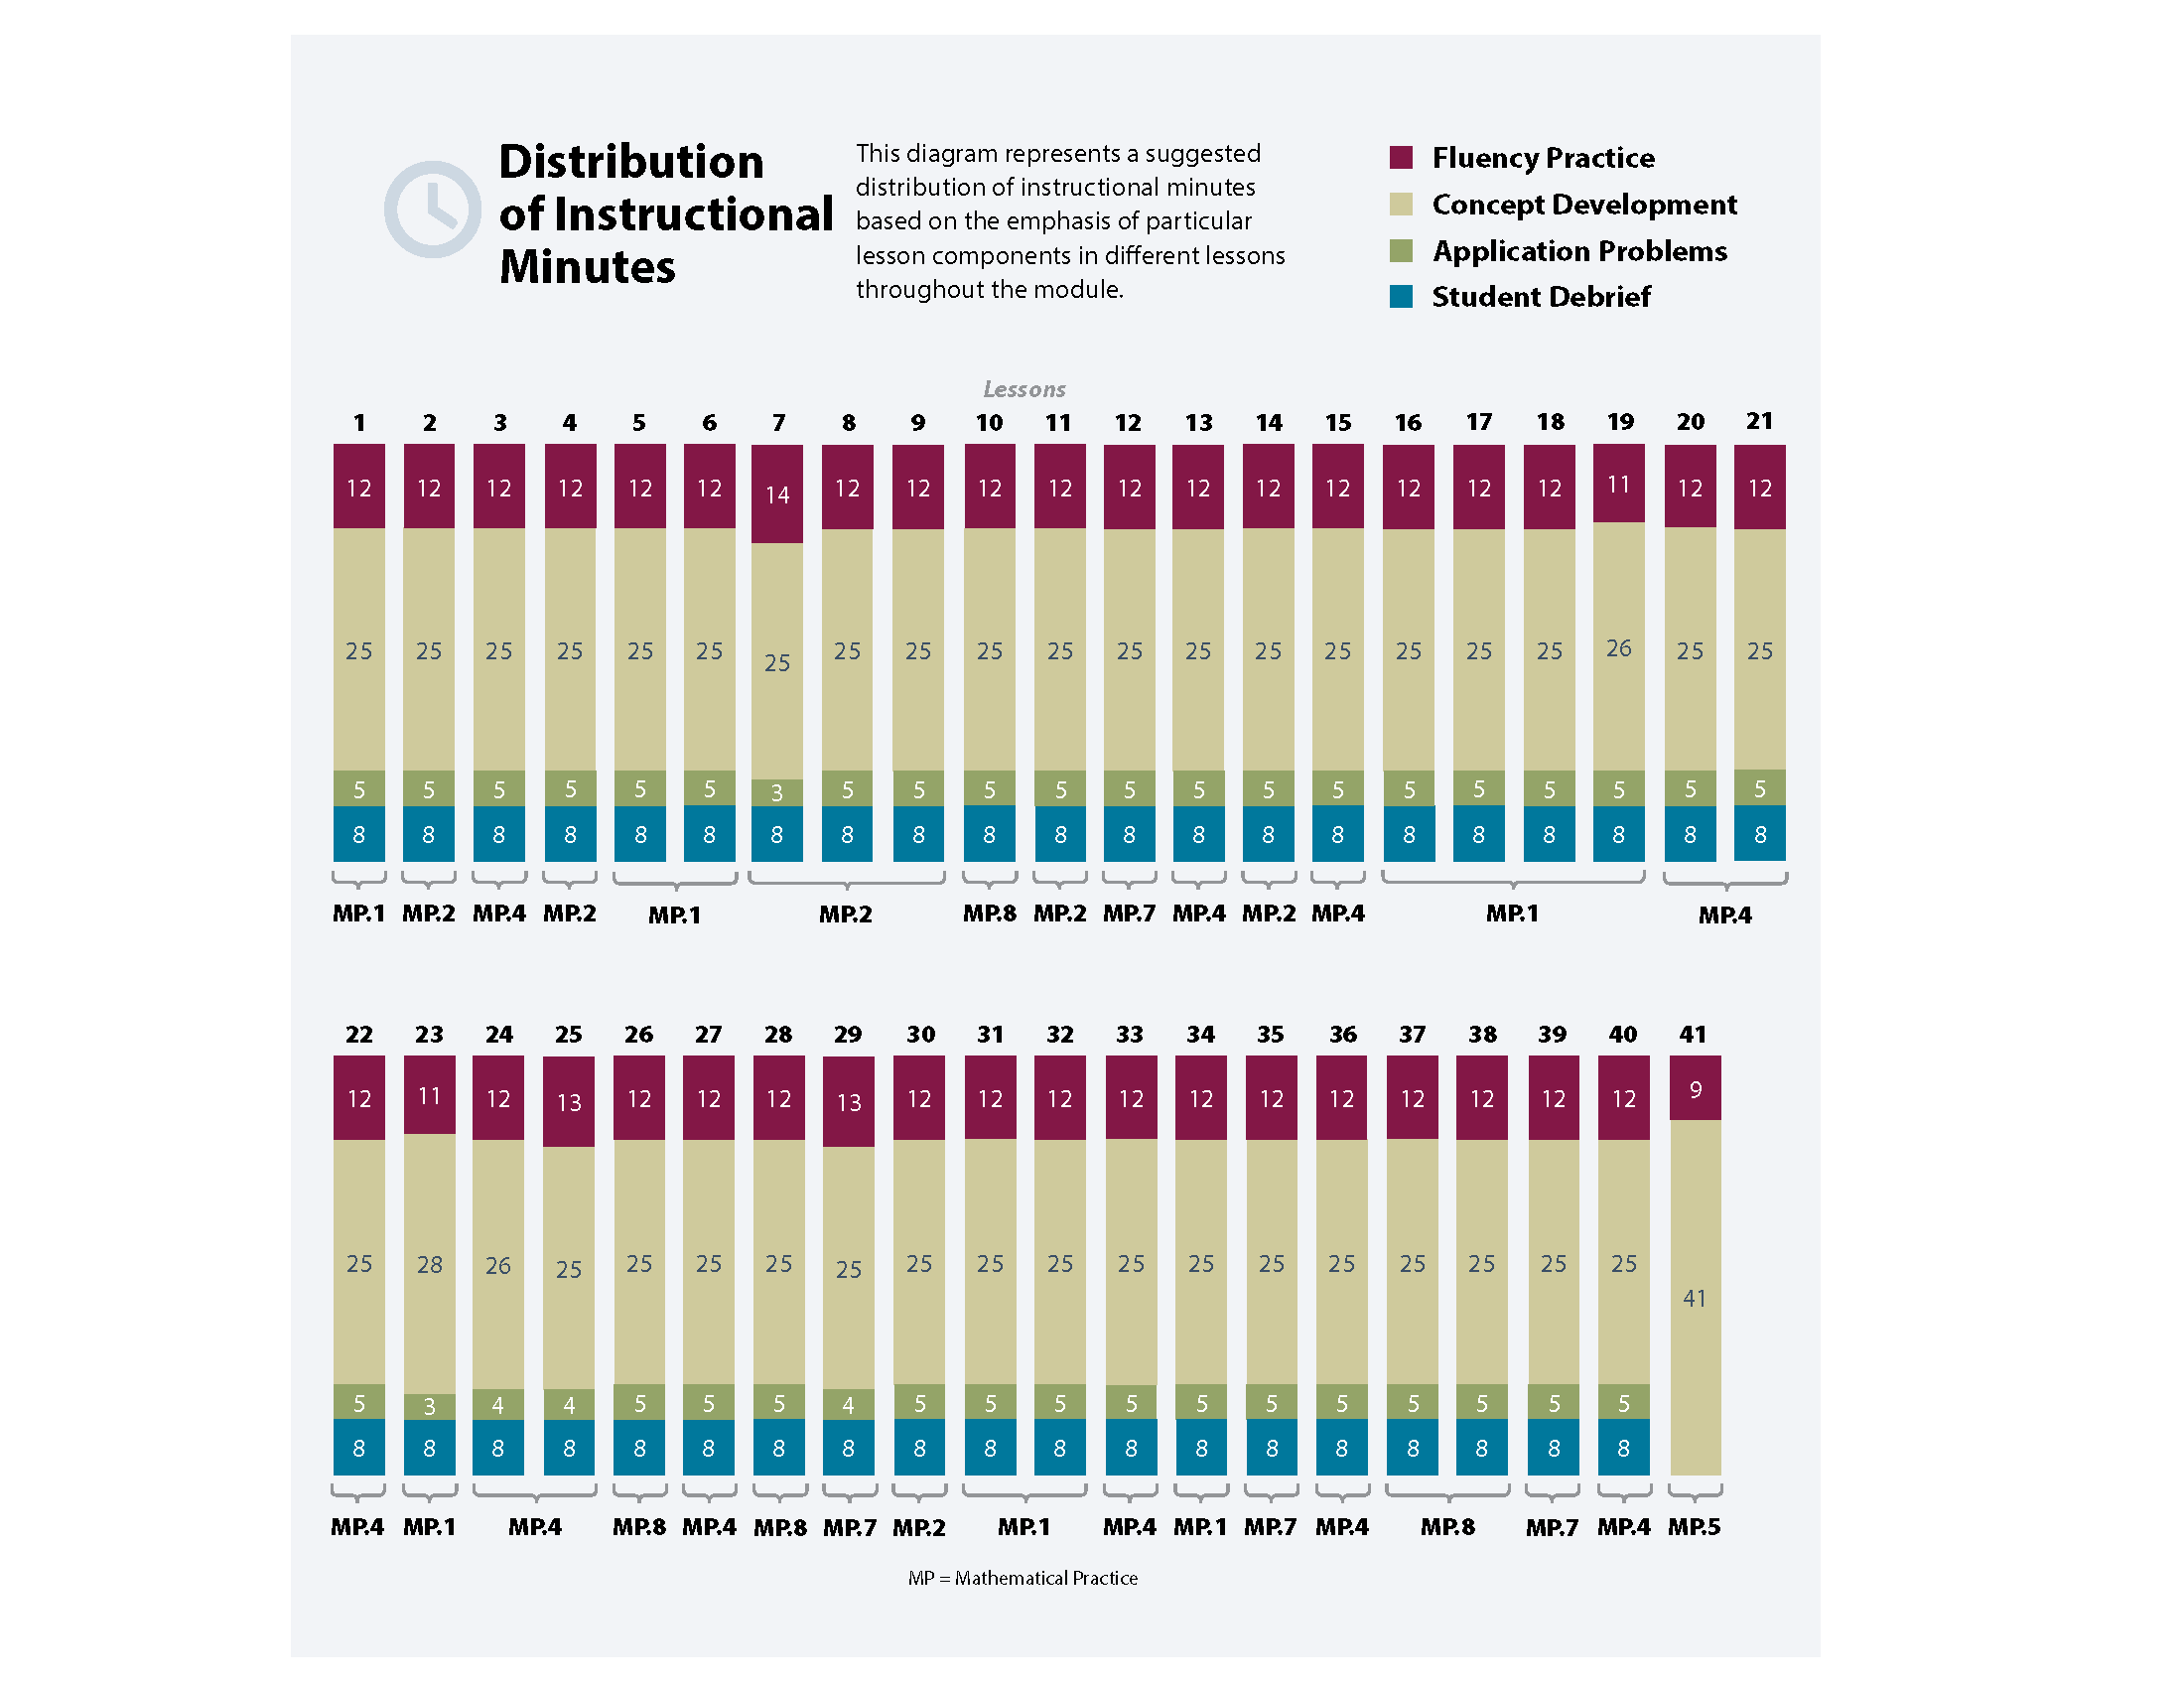 Distribution
of Instructional
Minutes
This diagram represents a suggested
distribution of instructional minutes
based on the emphasis of particular
lesson components in different lessons
throughout the module.
Fluency Practice
Concept Development
Application Problems
Student Debrief
Lessons
1 2 3 4 5 6 7 8 9 10 11 12 13 14 15 16 17 18 19 20 21
12 12 12 12 12 12 14 12 12 12 12 12 12 12 12 12 12 12 11 12 12
25 25 25 25 25 25 25 25 25 25 25 25 25 25 25 25 25 25 26 25 25
5 5 5 5 5 5 3 5 5 5 5 5 5 5 5 5 5 5 5 5 5
8 8 8 8 8 8 8 8 8 8 8 8 8 8 8 8 8 8 8 8 8
MP.1 MP.2 MP.4 MP.2 MP.1 MP.2 MP.8 MP.2 MP.7 MP.4 MP.2 MP.4 MP.1 MP.4
22 23 24 25 26 27 28 29 30 31 32 33 34 35 36 37 38 39 40 41
12 11 12 13 12 12 12 13 12 12 12 12 12 12 12 12 12 12 12 9
25 28 26 25 25 25 25 25 25 25 25 25 25 25 25 25 25 25 25 41
5 3 4 4 5 5 5 4 5 5 5 5 5 5 5 5 5 5 5
8 8 8 8 8 8 8 8 8 8 8 8 8 8 8 8 8 8 8
MP.4 MP.1 MP.4 MP.8 MP.4 MP.8 MP.7 MP.2 MP.1 MP.4 MP.1 MP.7 MP.4 MP.8 MP.7 MP.4 MP.5
MP = Mathematical Practice